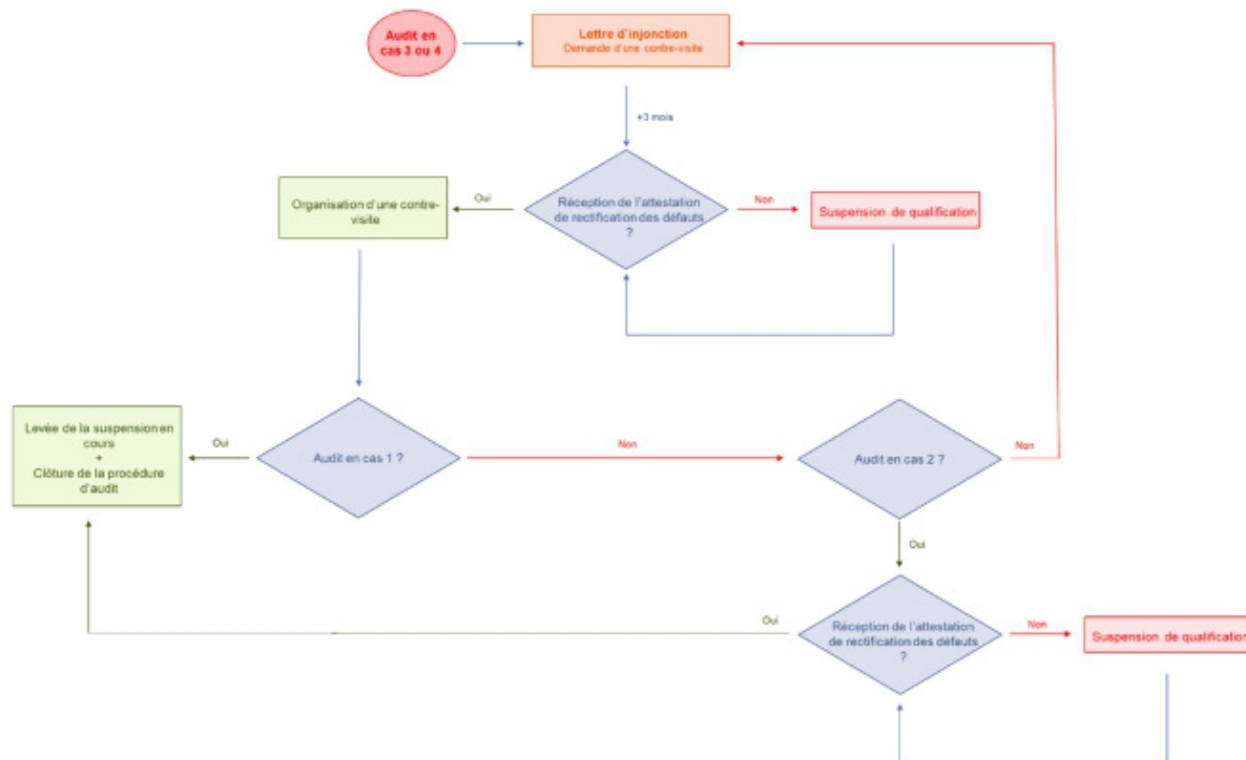 Audit en
cas 3 ou 4
Lettre d'injonction
Demande d'une contre-visite
+3 mois
Organisation d'une contre-
visite
Oui
Réception de l'attestation
de rectification des défauts
?
Non
Suspension de qualification
Levée de la suspension en
cours
+
Clôture de la procédure
d'audit
Oui
Audit en cas 1 ?
Non
Audit en cas 2 ?
Non
Oui
Oui
Réception de l'attestation
de rectification des défauts
?
Non
Suspension de qualification